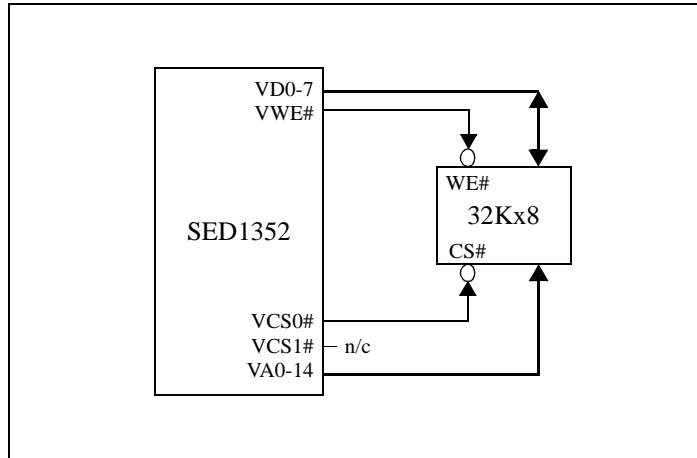 VD0-7
VWE#
WE#
32Kx8
SED1352
CS#
VCS0#
VCS1#
n/c
VA0-14